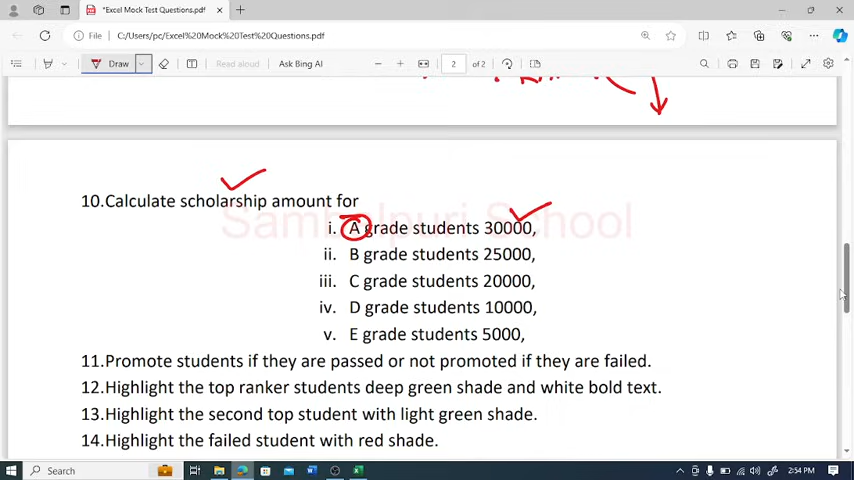 *Excel Mock Test Questions.pdf
C:/Users/pc/Excel%20Mock%20Test%20Questions.pdf
Draw
Read aloud
Ask Bing AI
2 of 2
10.Calculate scholarship amount for
Sambalpuri School
i. A grade students 30000,
ii. B grade students 25000,
iii. C grade students 20000,
iv. D grade students 10000,
v. E grade students 5000,
11.Promote students if they are passed or not promoted if they are failed.
12.Highlight the top ranker students deep green shade and white bold text.
13.Highlight the second top student with light green shade.
14.Highlight the failed student with red shade.
Search
2:54 PM